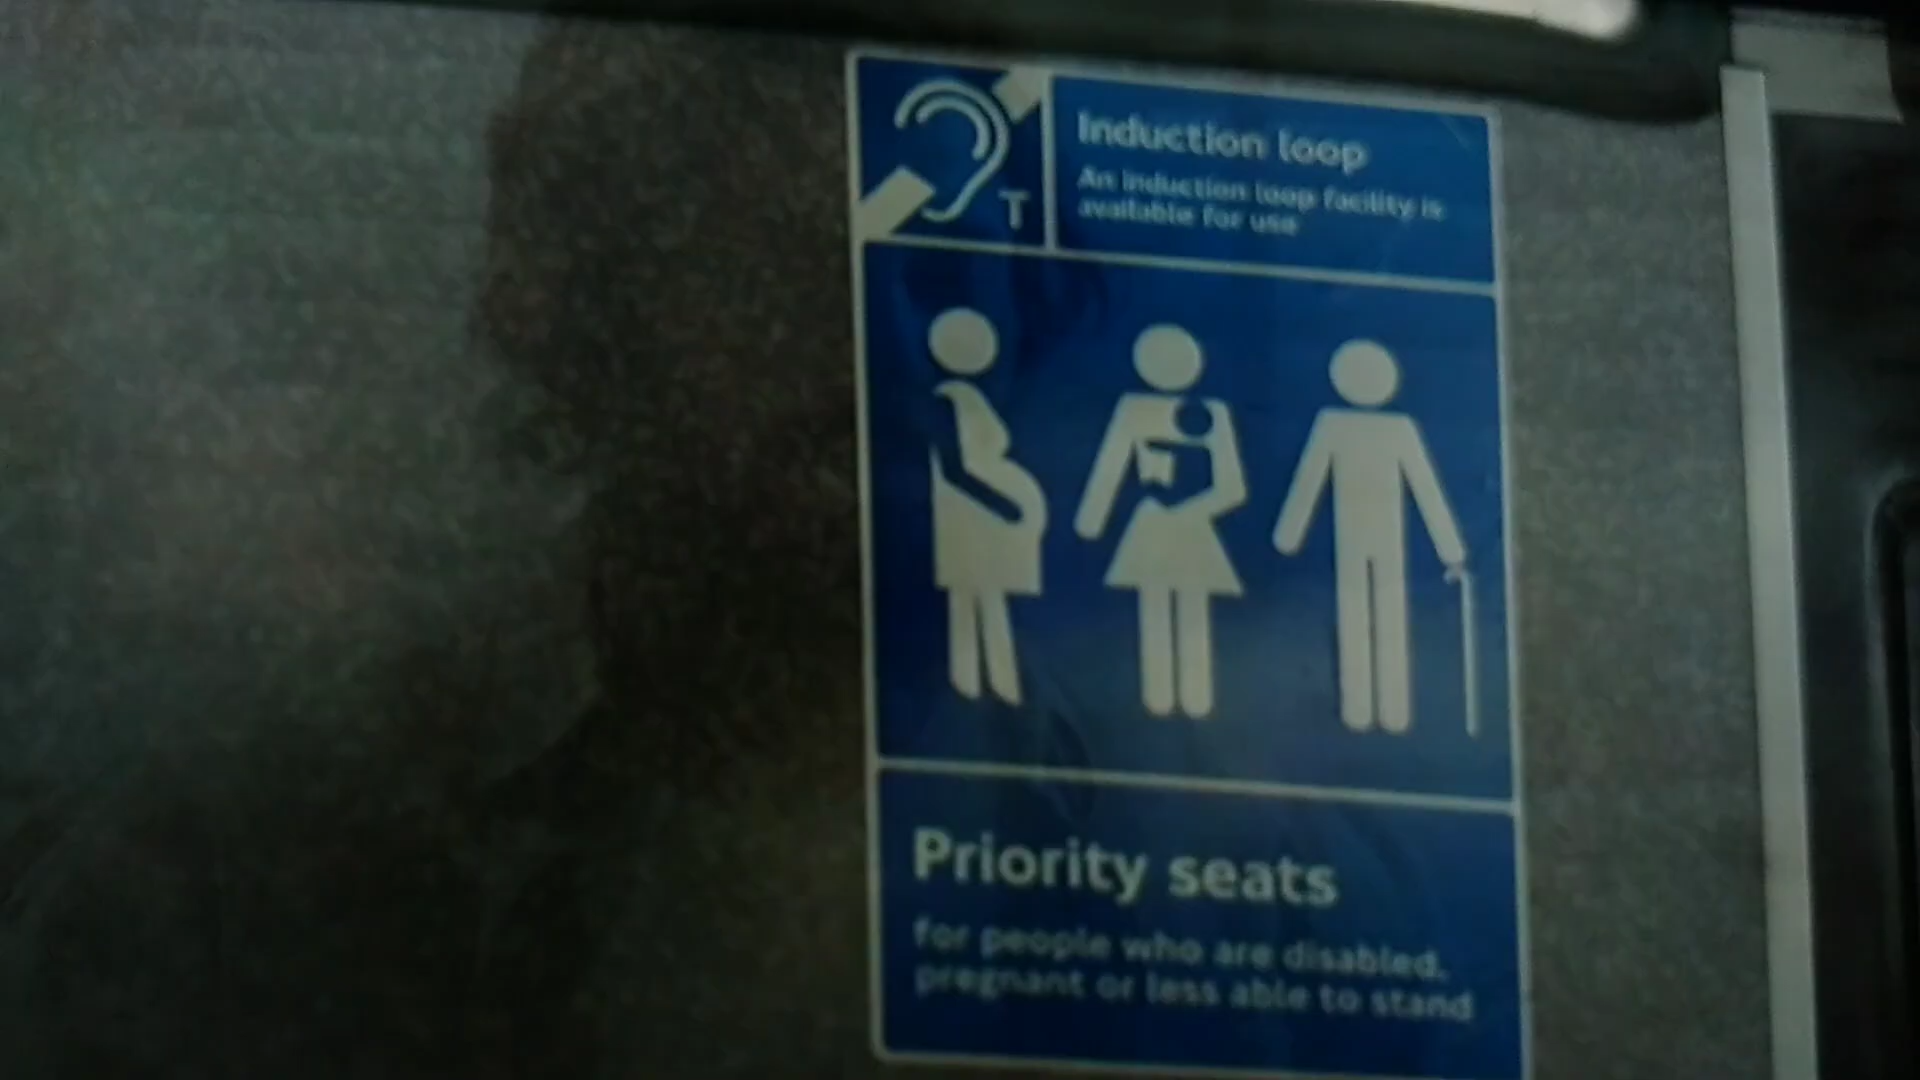 T
Induction loop
An induction loop facility is
available for use
Priority seats
for people who are disabled,
pregnant or less able to stand